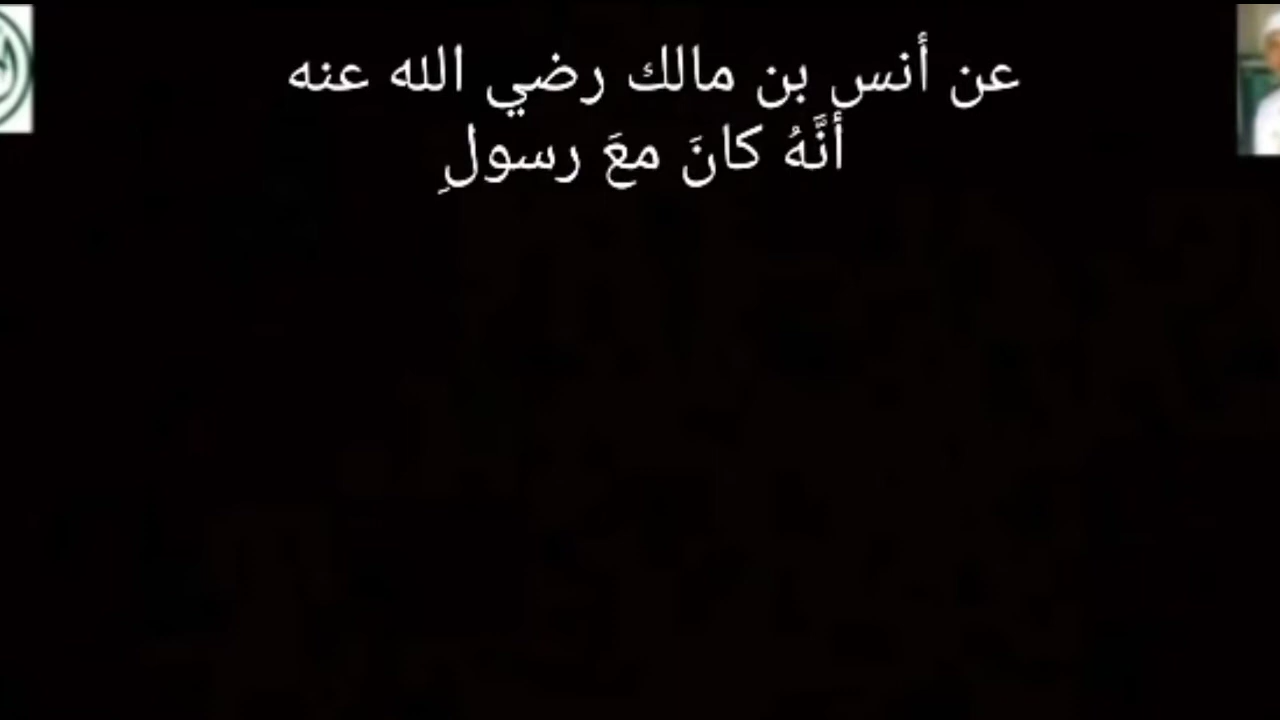 عن أنس بن مالك رضي الله عنه
أنَّهُ كانَ معَ رسولِ